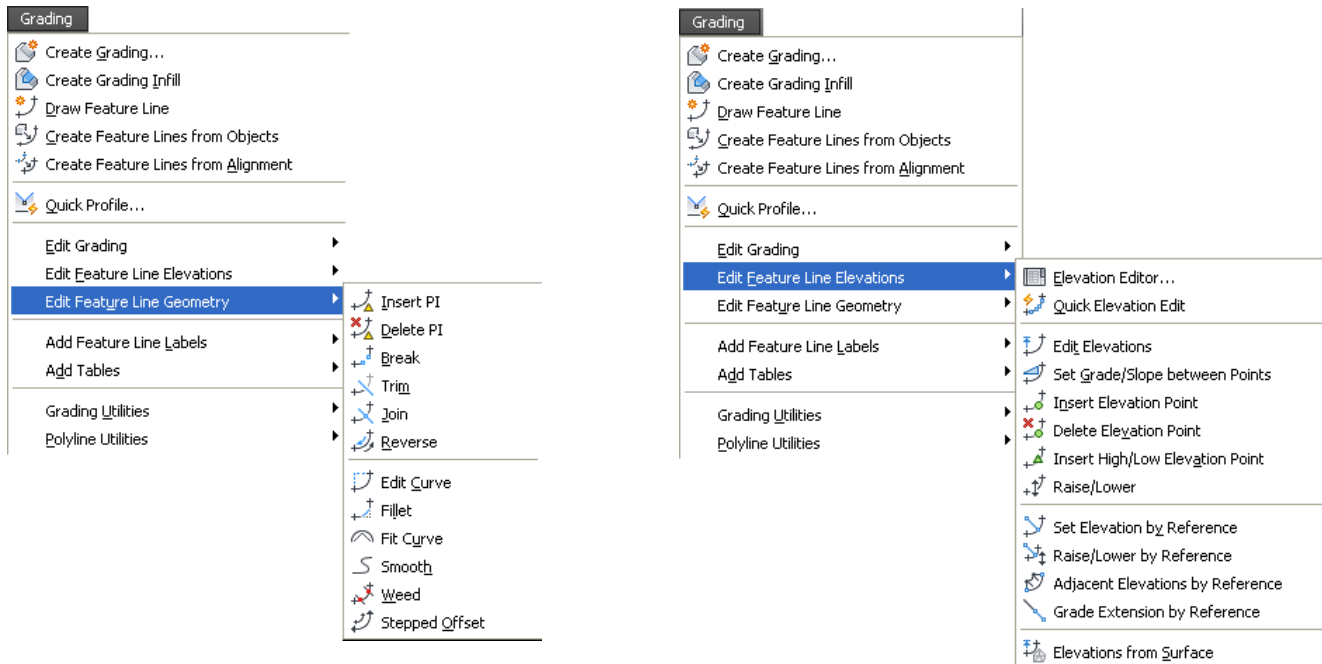 Grading
Create Grading...
Create Grading Infill
Draw Feature Line
Create Feature Lines from Objects
Create Feature Lines from Alignment
Quick Profile...
Edit Grading
Edit Feature Line Elevations
Edit Feature Line Geometry
Add Feature Line Labels
Add Tables
Grading Utilities
Polyline Utilities
Insert PI
Delete PI
Break
Trim
Join
Reverse
Edit Curve
Fillet
Fit Curve
Smooth
Weed
Stepped Offset
Grading
Create Grading...
Create Grading Infill
Draw Feature Line
Create Feature Lines from Objects
Create Feature Lines from Alignment
Quick Profile...
Edit Grading
Edit Feature Line Elevations
Edit Feature Line Geometry
Add Feature Line Labels
Add Tables
Grading Utilities
Polyline Utilities
Elevation Editor...
Quick Elevation Edit
Edit Elevations
Set Grade/Slope between Points
Insert Elevation Point
Delete Elevation Point
Insert High/Low Elevation Point
Raise/Lower
Set Elevation by Reference
Raise/Lower by Reference
Adjacent Elevations by Reference
Grade Extension by Reference
Elevations from Surface